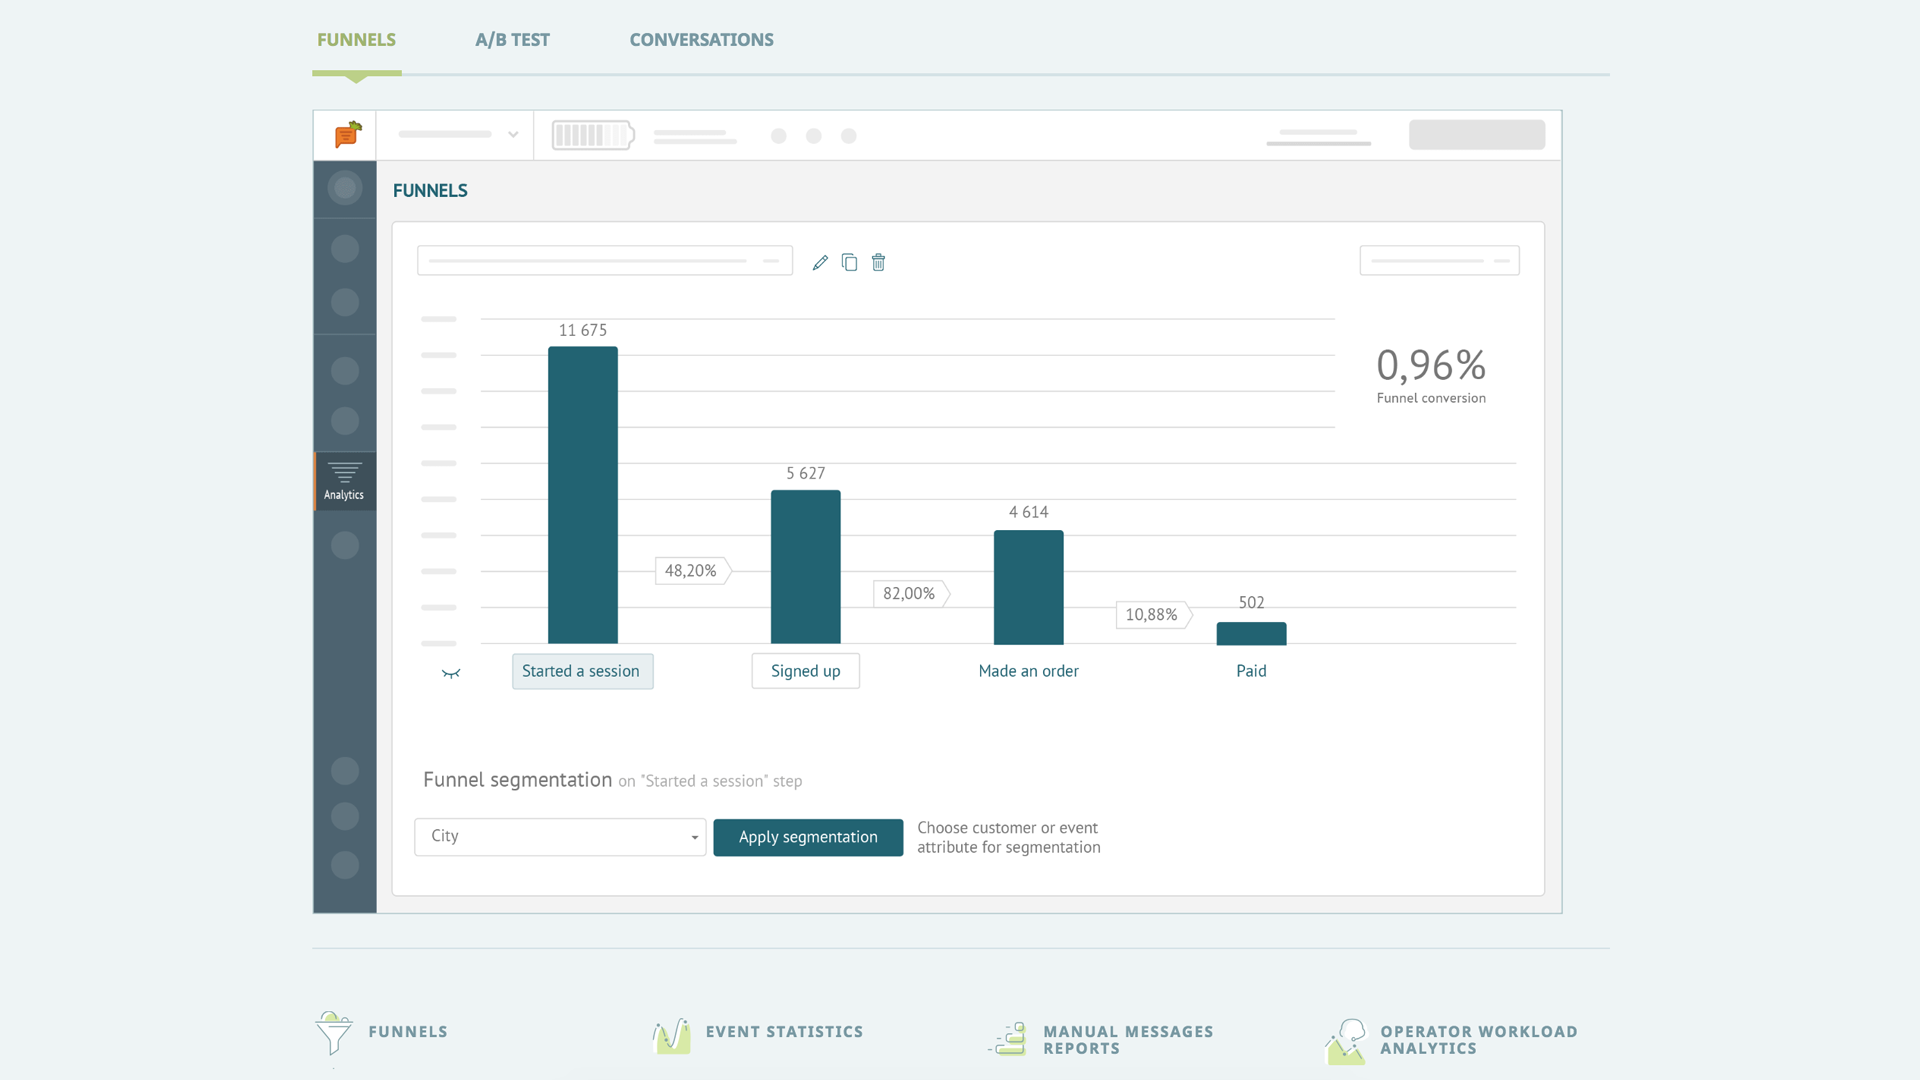 FUNNELS
A/B TEST
CONVERSATIONS
FUNNELS
11 675
0,96%
Funnel conversion
5 627
Analytics
4 614
48,20%
82,00%
502
10,88%
Started a session
Signed up
Made an order
Paid
Funnel segmentation on "Started a session" step
City
Apply segmentation
Choose customer or event
attribute for segmentation
FUNNELS
EVENT STATISTICS
MANUAL MESSAGES
REPORTS
OPERATOR WORKLOAD
ANALYTICS